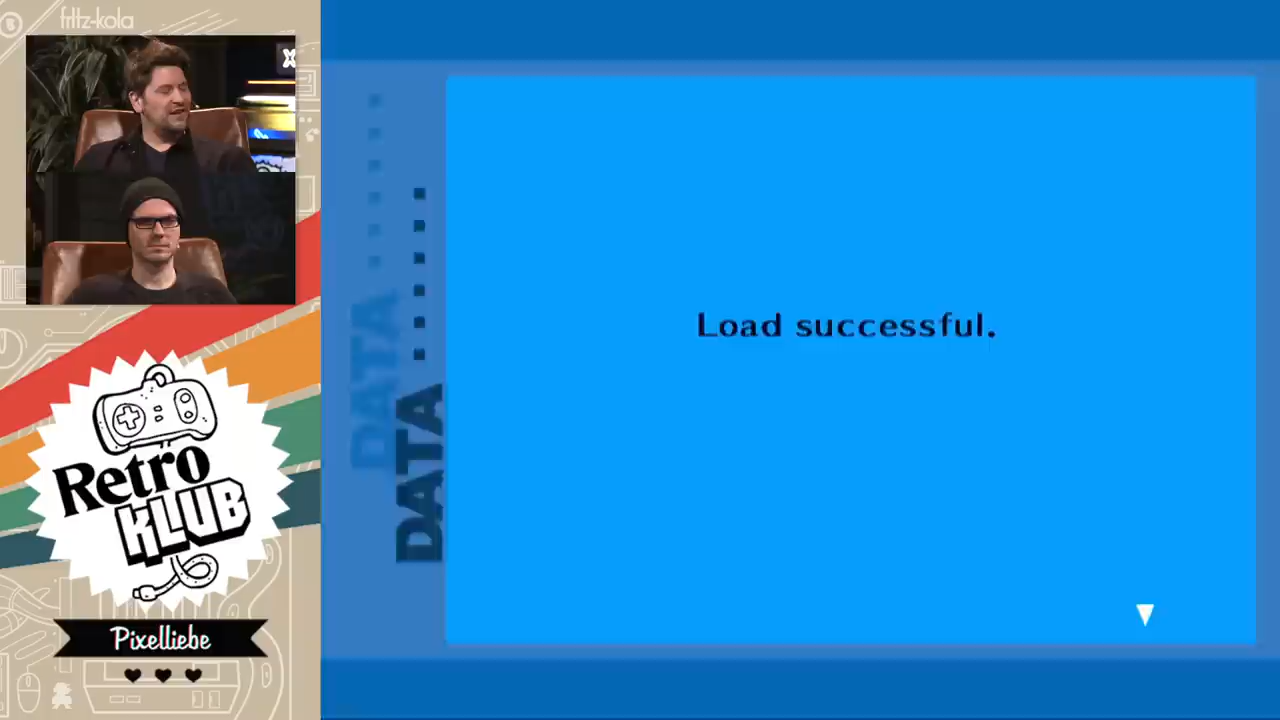 fritz-kola
DATA
DATA
Load successful.
Retro
KLUB
Pixelliebe